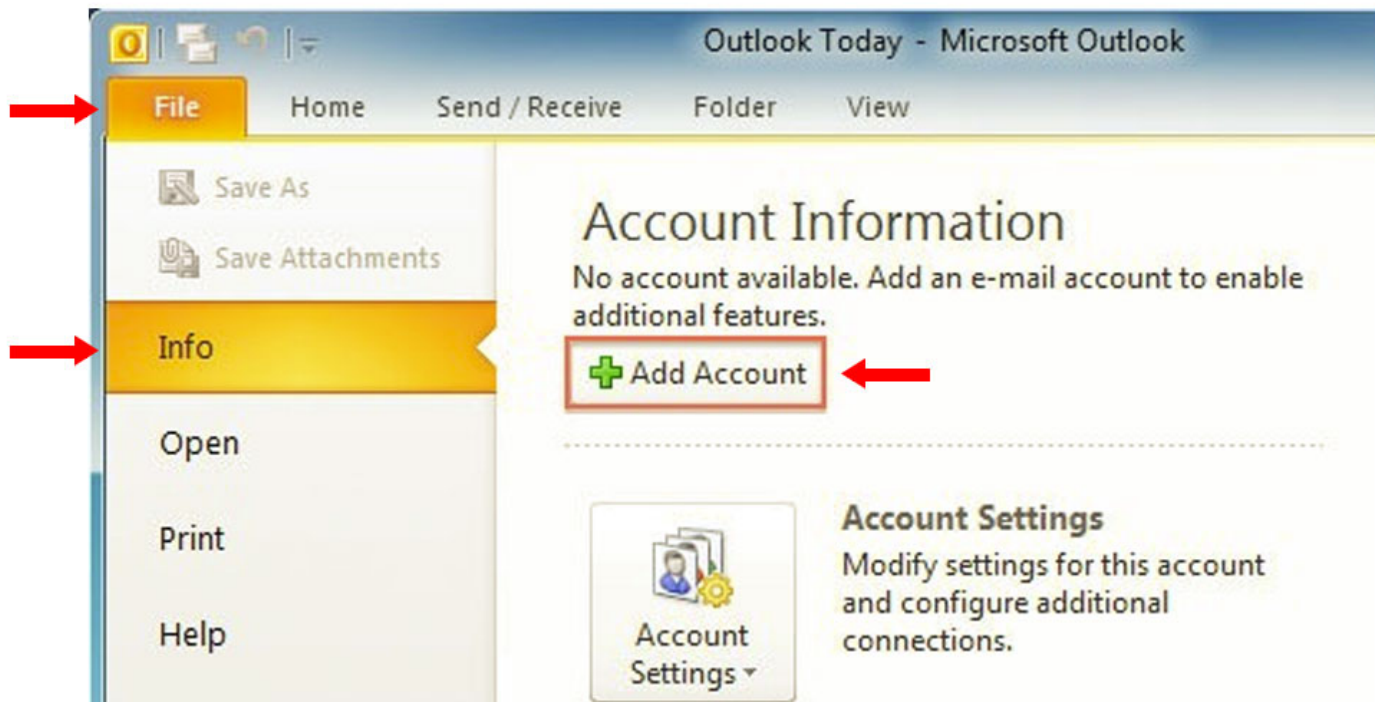 Outlook Today - Microsoft Outlook
File Home Send / Receive Folder View
Save As
Save Attachments
Info
Open
Print
Help
Account Information
No account available. Add an e-mail account to enable
additional features.
Add Account
Account
Settings
Account Settings
Modify settings for this account
and configure additional
connections.